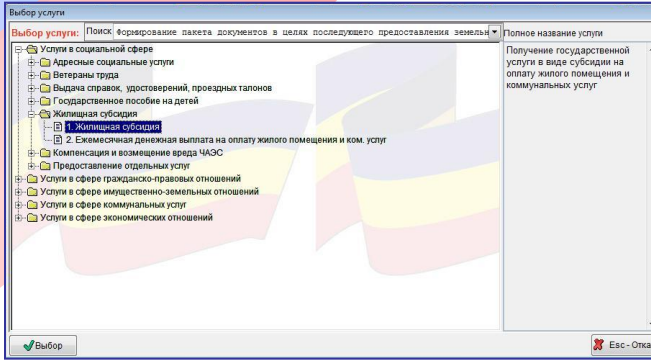 Выбор услуги
Выбор услуги: Поиск Формирование пакета документов в целях последующего предоставления земельн
Полное название услуги
Услуги в социальной сфере
Адресные социальные услуги
Ветераны труда
Выдача справок, удостоверений, проездных талонов
Государственное пособие на детей
Жилищная субсидия
1. Жилищная субсидия
2. Ежемесячная денежная выплата на оплату жилого помещения и ком. услуг
Компенсация и возмещение вреда ЧАЭС
Предоставление отдельных услуг
Услуги в сфере гражданско-правовых отношений
Услуги в сфере имущественно-земельных отношений
Услуги в сфере коммунальных услуг
Услуги в сфере экономических отношений
Получение государственной
услуги в виде субсидии на
оплату жилого помещения и
коммунальных услуг
Выбор
Esc - Отка